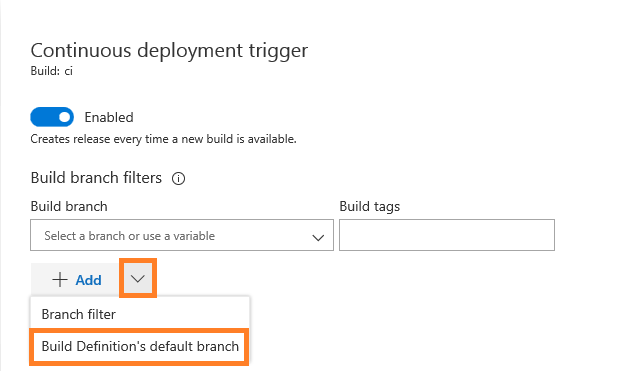 Continuous deployment trigger
Build: ci
Enabled
Creates release every time a new build is available.
Build branch filters
Build branch
Build tags
Select a branch or use a variable
Add
Branch filter
Build Definition's default branch